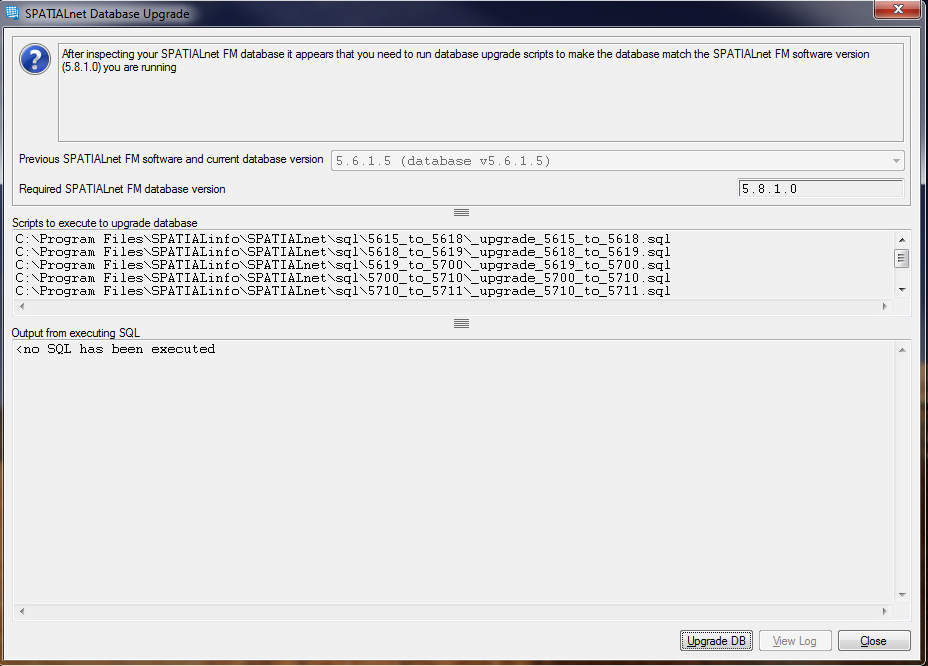 SPATIALnet Database Upgrade
After inspecting your SPATIALnet FM database it appears that you need to run database upgrade scripts to make the database match the SPATIALnet FM software version
(5.8.1.0) you are running
Previous SPATIALnet FM software and current database version 5.6.1.5 (database v5.6.1.5)
Required SPATIALnet FM database version 5.8.1.0
Scripts to execute to upgrade database
C:\Program Files\SPATIALinfo\SPATIALnet\sql\5615_to_5618\_upgrade_5615_to_5618.sql
C:\Program Files\SPATIALinfo\SPATIALnet\sql\5618_to_5619\_upgrade_5618_to_5619.sql
C:\Program Files\SPATIALinfo\SPATIALnet\sql\5619_to_5700\_upgrade_5619_to_5700.sql
C:\Program Files\SPATIALinfo\SPATIALnet\sql\5700_to_5710\_upgrade_5700_to_5710.sql
C:\Program Files\SPATIALinfo\SPATIALnet\sql\5710_to_5711\_upgrade_5710_to_5711.sql
Output from executing SQL
<no SQL has been executed
Upgrade DB View Log Close